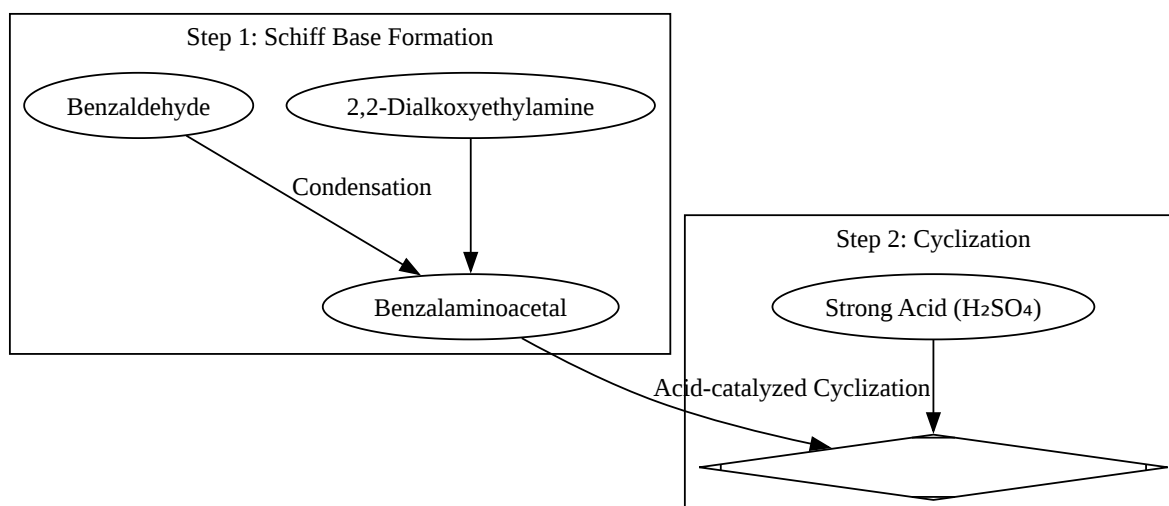 Step 1: Schiff Base Formation
Benzaldehyde
2,2-Dialkoxyethylamine
Condensation
Benzalaminoacetal
Step 2: Cyclization
Strong Acid (H₂SO₄)
Acid-catalyzed Cyclization